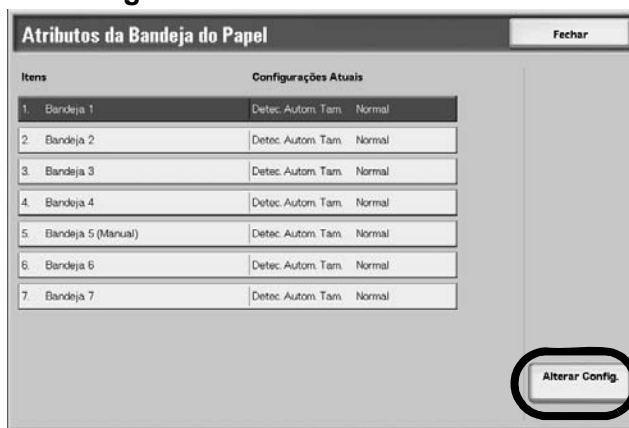 Atributos da Bandeja do Papel
Fechar
Itens Configurações Atuais
1. Bandeja 1 Detec. Autom. Tam. Normal
2. Bandeja 2 Detec. Autom. Tam. Normal
3. Bandeja 3 Detec. Autom. Tam. Normal
4. Bandeja 4 Detec. Autom. Tam. Normal
5. Bandeja 5 (Manual) Detec. Autom. Tam. Normal
6. Bandeja 6 Detec. Autom. Tam. Normal
7. Bandeja 7 Detec. Autom. Tam. Normal
Alterar Config.